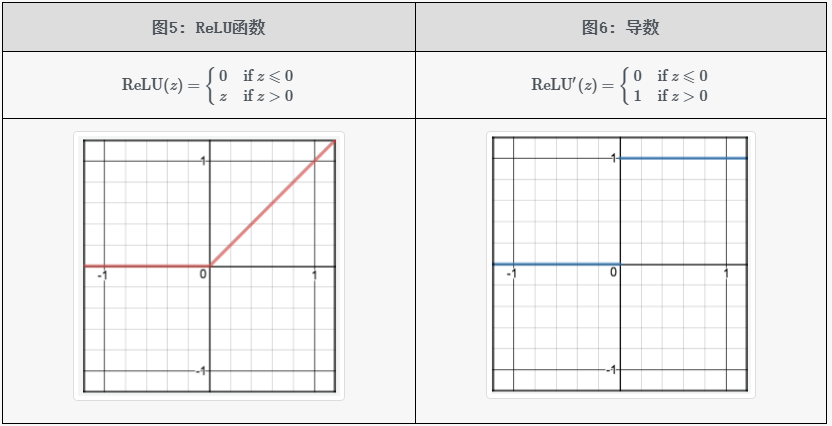 图5: ReLU函数
图6: 导数
ReLU(z) = { 0 if z ⩽ 0
z if z > 0
ReLU′(z) = { 0 if z ⩽ 0
1 if z > 0
1
-1 0 1
-1
1
-1 0 1
-1